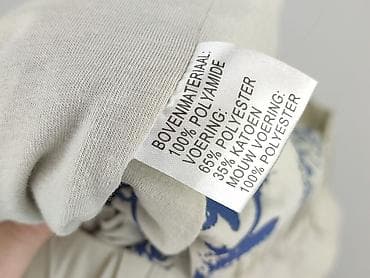 BOVENMATERIAAL:
100% POLYAMIDE
VOERING:
65% POLYESTER
35% KATOEN
MOUW VOERING:
100% POLYESTER